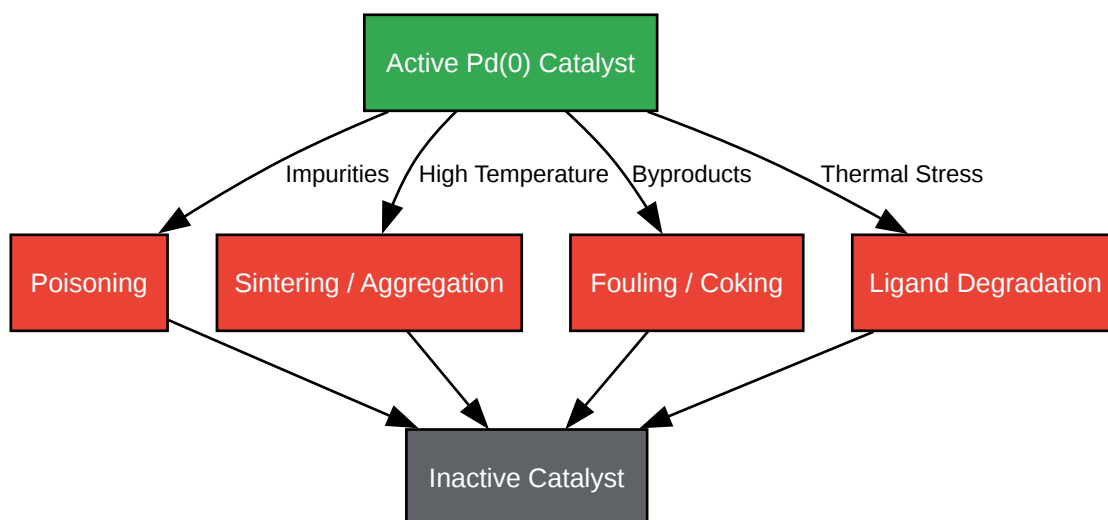 Active Pd(0) Catalyst
Impurities
High Temperature
Byproducts
Thermal Stress
Poisoning
Sintering / Aggregation
Fouling / Coking
Ligand Degradation
Inactive Catalyst